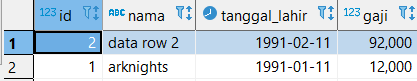 id ABC nama tanggal_lahir gaji
1 2 data row 2 1991-02-11 92,000
2 1 arknights 1991-01-11 12,000